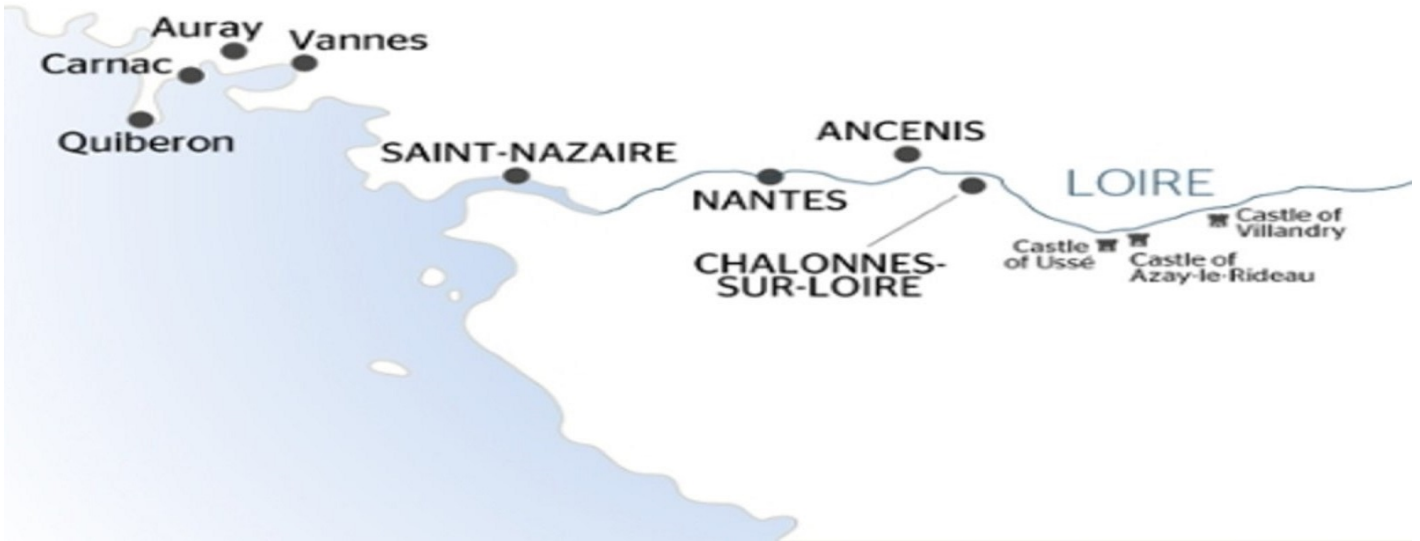 Auray
Vannes
Carnac
Quiberon
SAINT-NAZAIRE
ANCENIS
NANTES
LOIRE
CHALONNES-
SUR-LOIRE
Castle of
Villandry
Castle
of Ussé
Castle of
Azay-le-Rideau